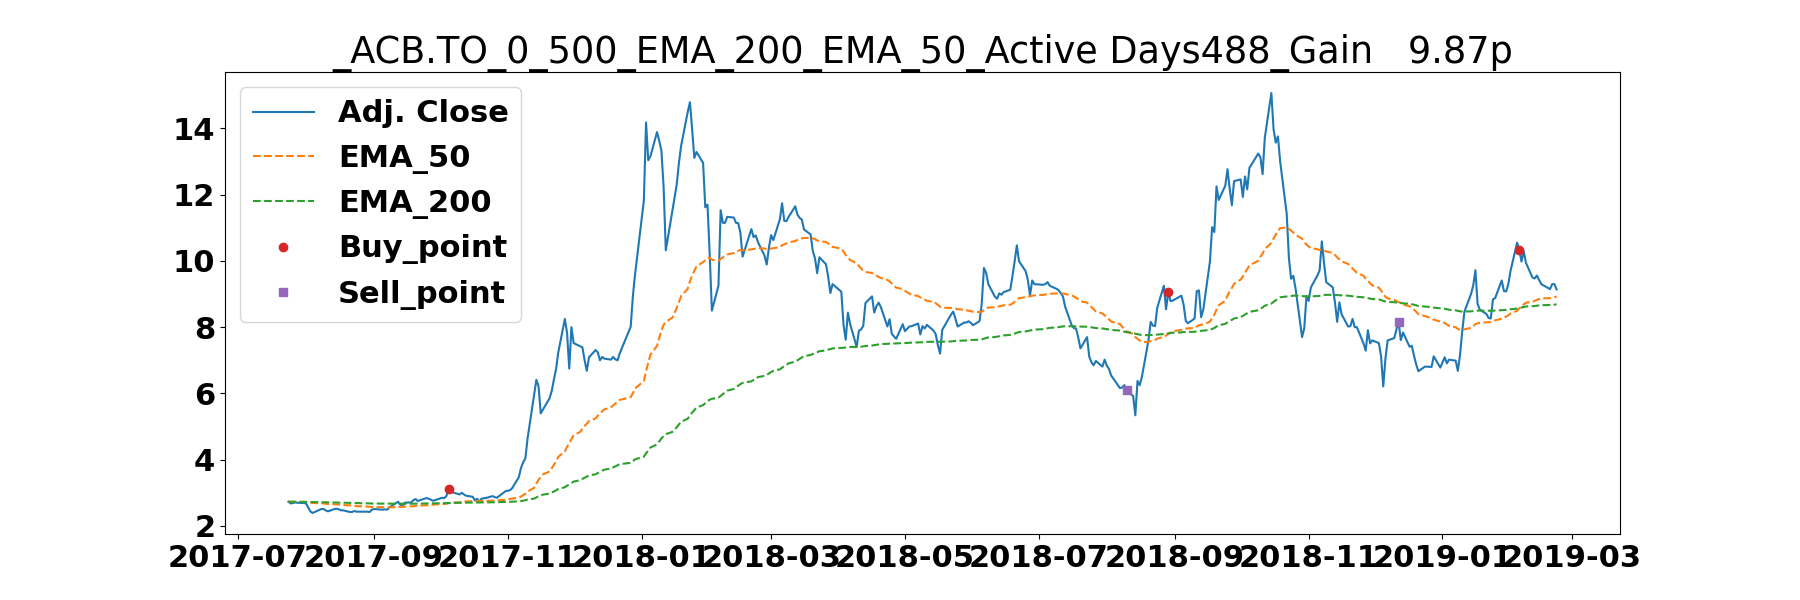 _ACB.TO_0_500_EMA_200_EMA_50_Active Days488_Gain   9.87p
Adj. Close
EMA_50
EMA_200
Buy_point
Sell_point
14
12
10
8
6
4
2
2017-07 2017-09 2017-11 2018-01 2018-03 2018-05 2018-07 2018-09 2018-11 2019-01 2019-03